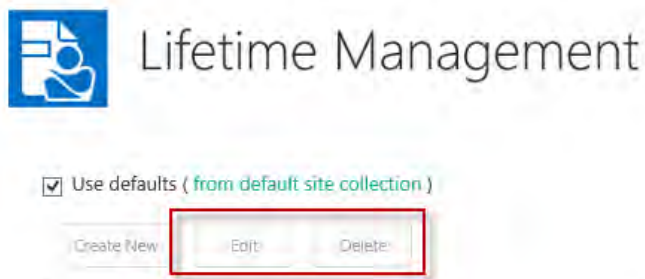 Lifetime Management
Use defaults ( from default site collection )
Create New Edit Delete